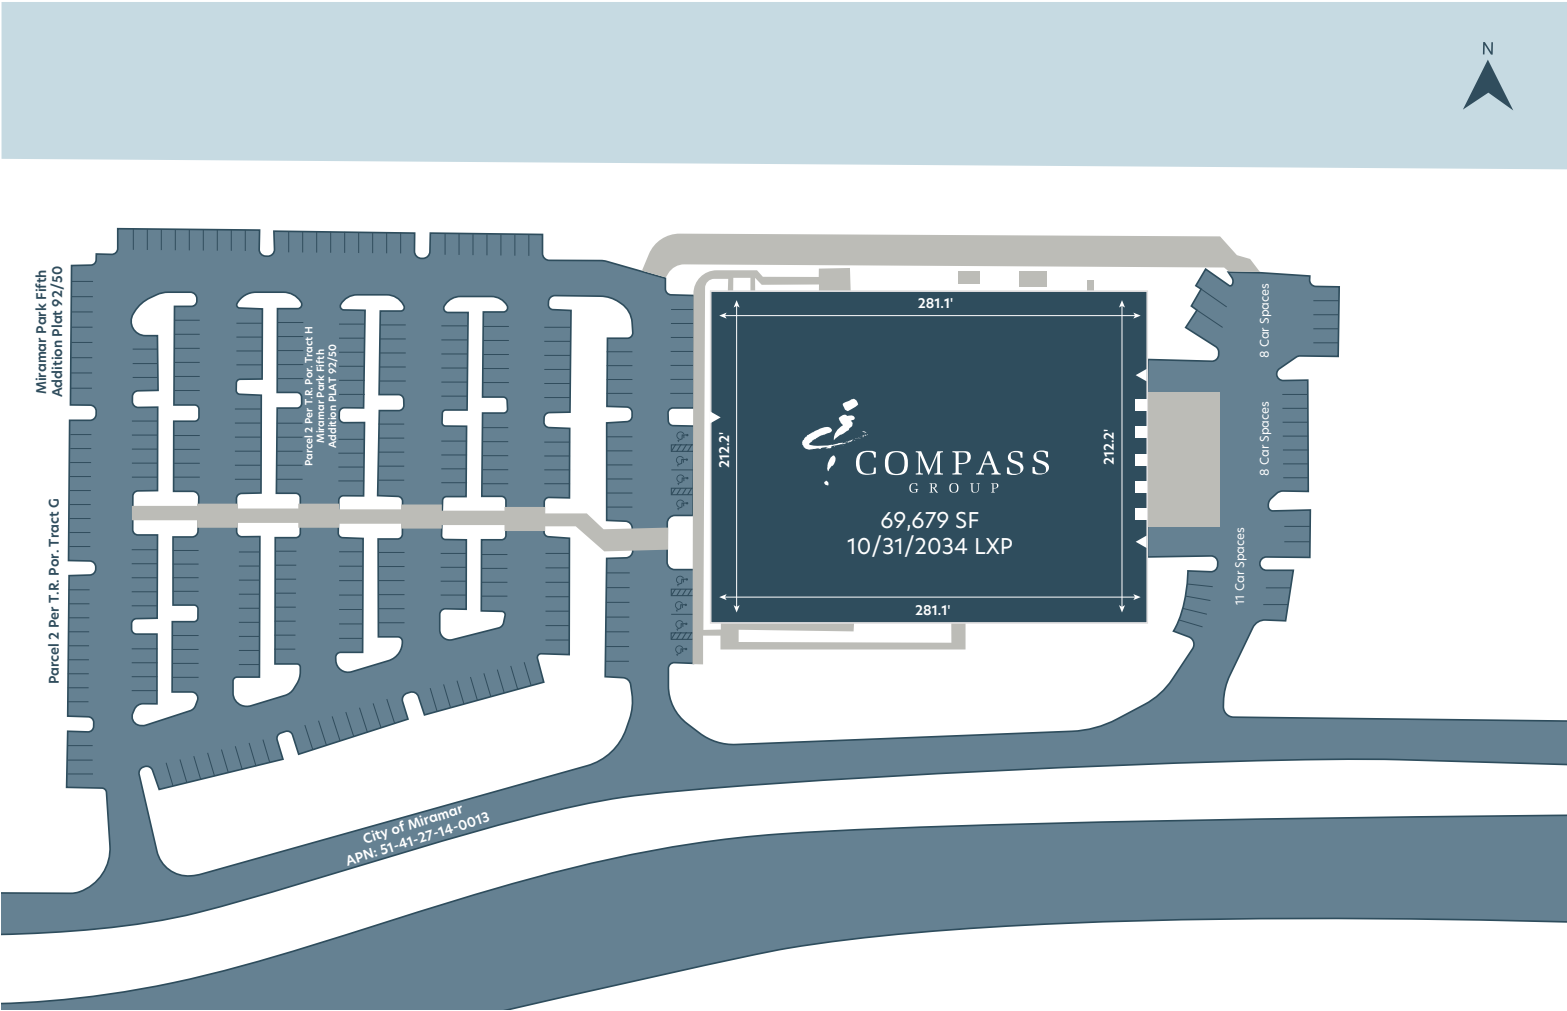 N
Miramar Park Fifth
Addition Plat 92/50
Parcel 2 Per T.R. Por. Tract H
Miramar Park Fifth
Addition PLAT 92/50
Parcel 2 Per T.R. Por. Tract G
281.1'
212.2'
212.2'
COMPASS
GROUP
69,679 SF
10/31/2034 LXP
281.1'
8 Car Spaces
8 Car Spaces
11 Car Spaces
City of Miramar
APN: 51-41-27-14-0013